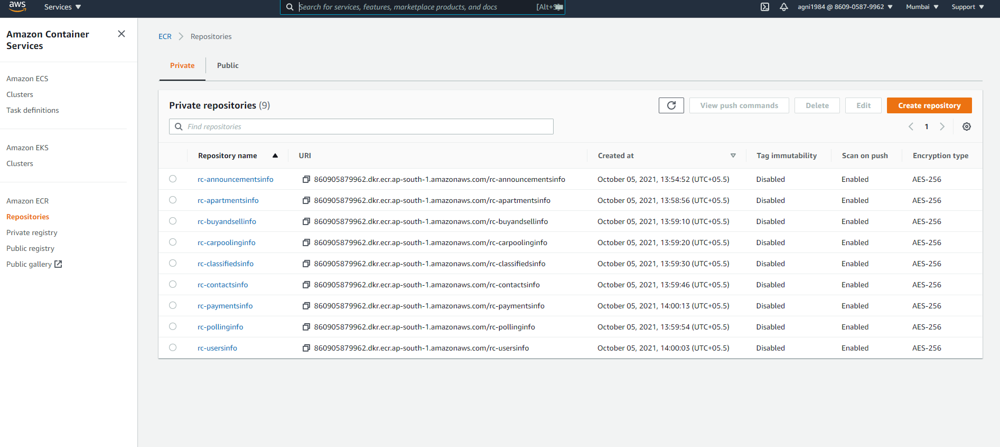 aws Services Search for services, features, marketplace products, and docs [Alt+S agni1984 @ 8609-0587-9962 Mumbai Support
Amazon Container
Services
Amazon ECS
Clusters
Task definitions
Amazon EKS
Clusters
Amazon ECR
Repositories
Private registry
Public registry
Public gallery
ECR Repositories
Private Public
Private repositories (9) View push commands Delete Edit Create repository
Find repositories 1
Repository name URI Created at Tag immutability Scan on push Encryption type
rc-announcementsinfo 860905879962.dkr.ecr.ap-south-1.amazonaws.com/rc-announcementsinfo October 05, 2021, 13:54:52 (UTC+05.5) Disabled Enabled AES-256
rc-apartmentsinfo 860905879962.dkr.ecr.ap-south-1.amazonaws.com/rc-apartmentsinfo October 05, 2021, 13:58:56 (UTC+05.5) Disabled Enabled AES-256
rc-buyandsellinfo 860905879962.dkr.ecr.ap-south-1.amazonaws.com/rc-buyandsellinfo October 05, 2021, 13:59:10 (UTC+05.5) Disabled Enabled AES-256
rc-carpoolinginfo 860905879962.dkr.ecr.ap-south-1.amazonaws.com/rc-carpoolinginfo October 05, 2021, 13:59:20 (UTC+05.5) Disabled Enabled AES-256
rc-classifiedsinfo 860905879962.dkr.ecr.ap-south-1.amazonaws.com/rc-classifiedsinfo October 05, 2021, 13:59:30 (UTC+05.5) Disabled Enabled AES-256
rc-contactsinfo 860905879962.dkr.ecr.ap-south-1.amazonaws.com/rc-contactsinfo October 05, 2021, 13:59:46 (UTC+05.5) Disabled Enabled AES-256
rc-paymentsinfo 860905879962.dkr.ecr.ap-south-1.amazonaws.com/rc-paymentsinfo October 05, 2021, 14:00:13 (UTC+05.5) Disabled Enabled AES-256
rc-pollinginfo 860905879962.dkr.ecr.ap-south-1.amazonaws.com/rc-pollinginfo October 05, 2021, 13:59:54 (UTC+05.5) Disabled Enabled AES-256
rc-usersinfo 860905879962.dkr.ecr.ap-south-1.amazonaws.com/rc-usersinfo October 05, 2021, 14:00:03 (UTC+05.5) Disabled Enabled AES-256